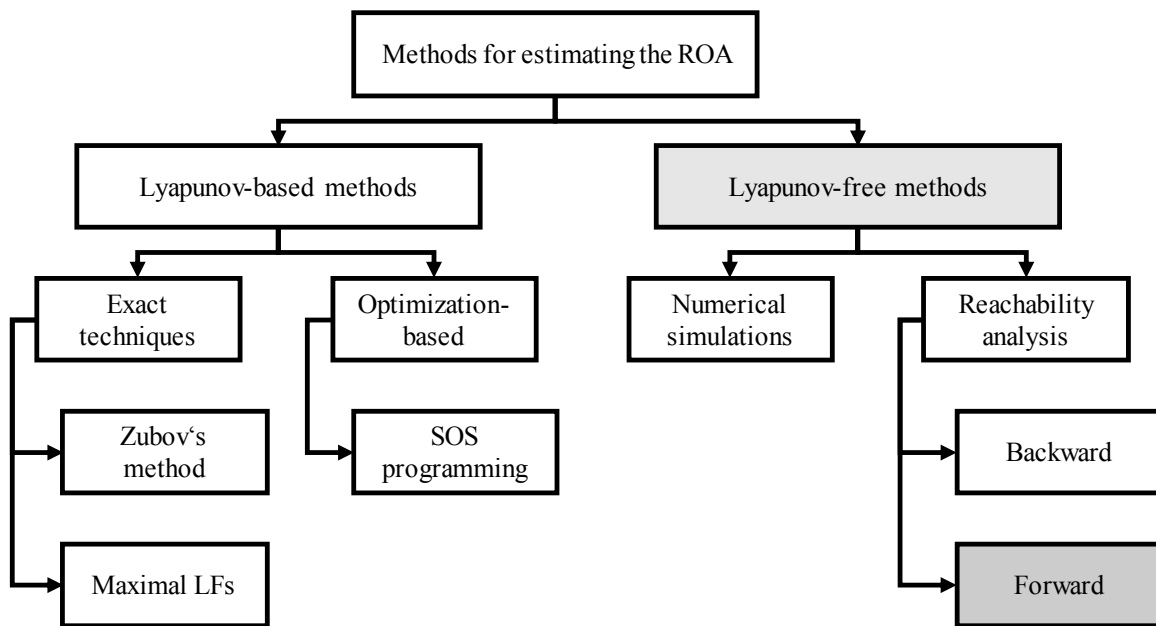 Methods for estimating the ROA
Lyapunov-based methods
Lyapunov-free methods
Exact
techniques
Optimization-
based
Numerical
simulations
Reachability
analysis
Zubov‘s
method
SOS
programming
Backward
Maximal LFs
Forward